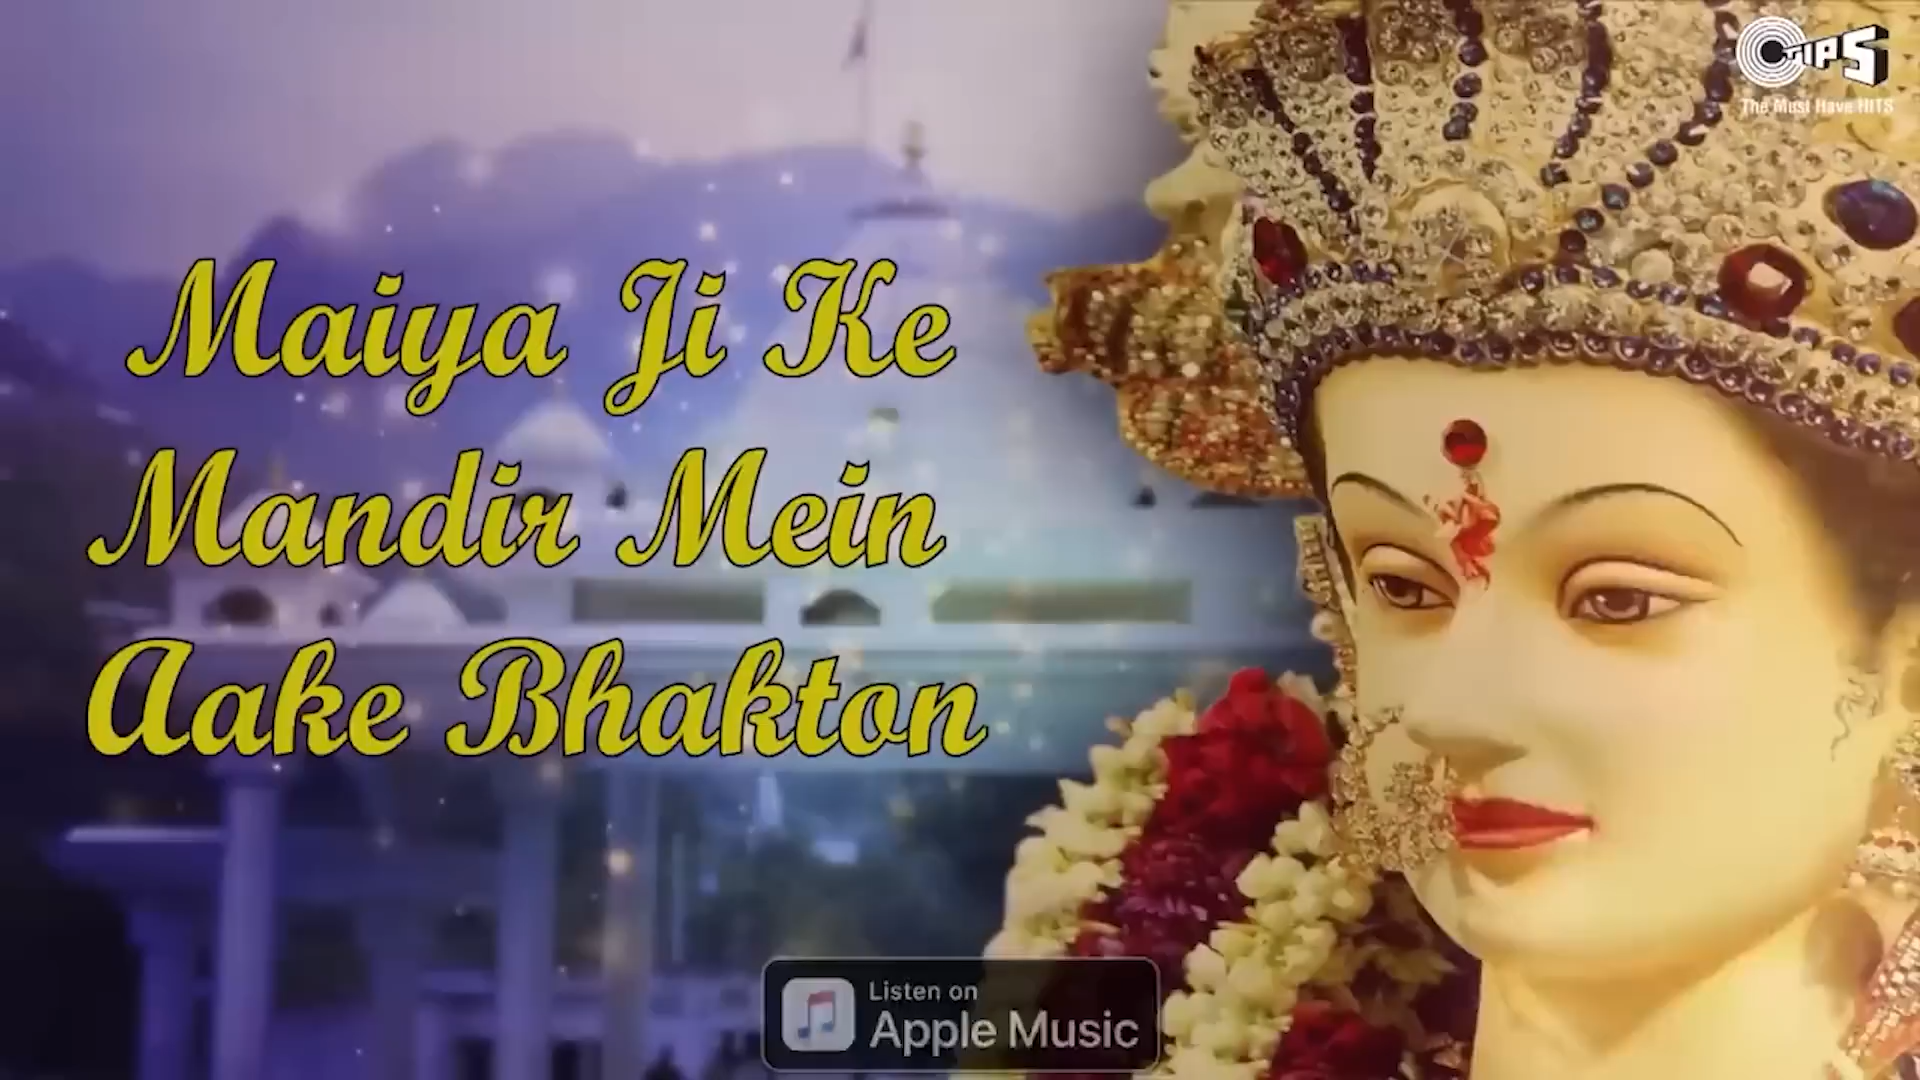 TIPS
The Must Have HITS
Maiya Ji Ke
Mandir Mein
Aake Bhakton
Listen on
Apple Music